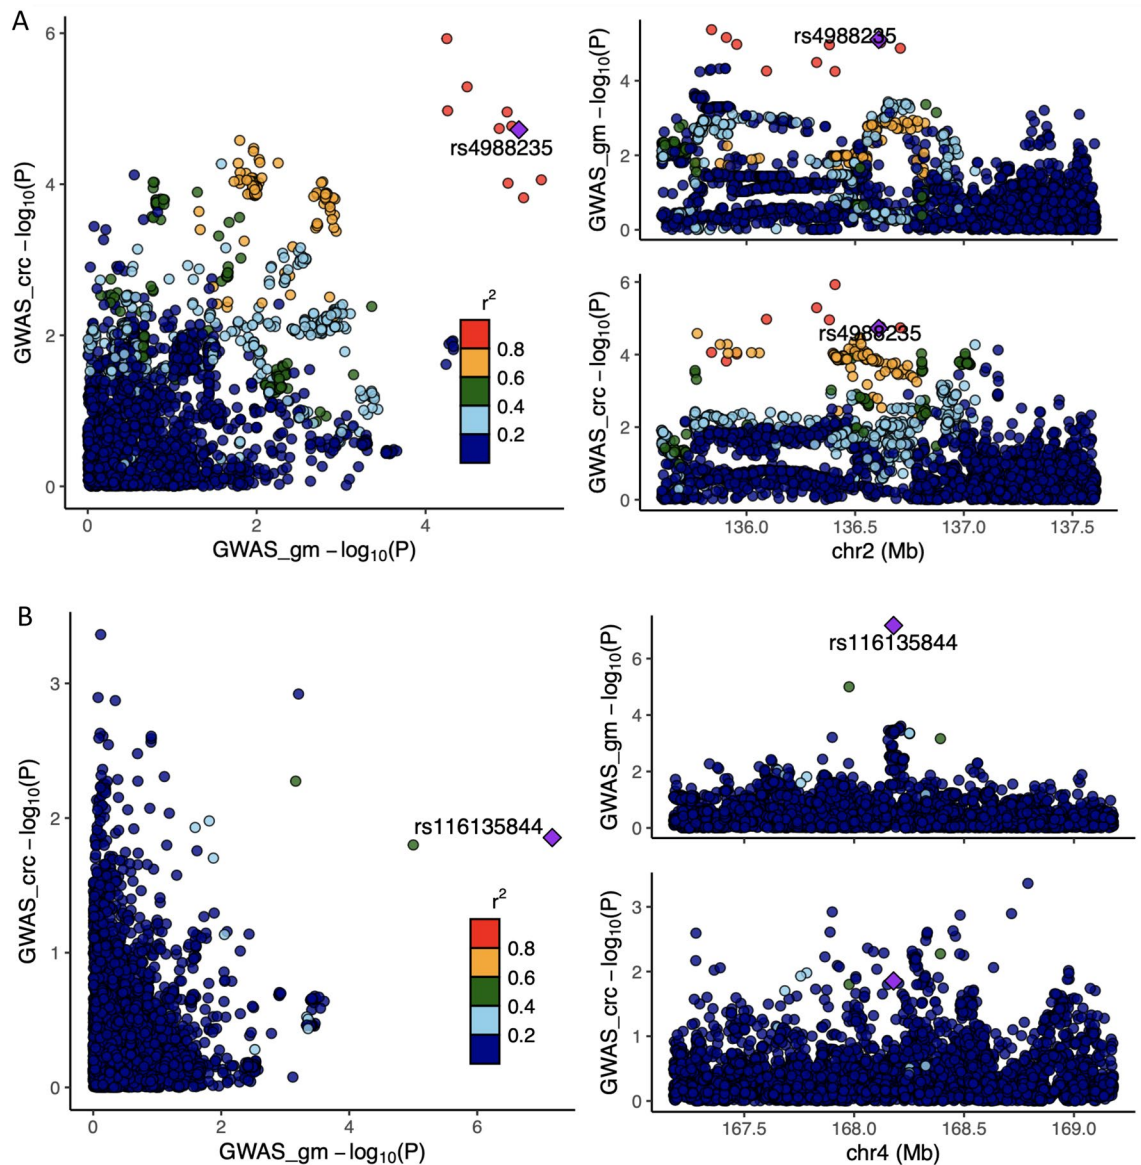 A
6
4
2
0
GWAS_crc −log10(P)
rs4988235
r2
0.8
0.6
0.4
0.2
0
2
4
GWAS_gm −log10(P)
GWAS_gm −log10(P)
4
2
0
rs4988235
GWAS_crc −log10(P)
6
4
2
0
rs4988235
136.0
136.5
137.0
137.5
chr2 (Mb)
B
GWAS_crc −log10(P)
3
2
1
0
rs116135844
r2
0.8
0.6
0.4
0.2
0
2
4
6
GWAS_gm −log10(P)
GWAS_gm −log10(P)
6
4
2
0
rs116135844
GWAS_crc −log10(P)
3
2
1
0
167.5
168.0
168.5
169.0
chr4 (Mb)